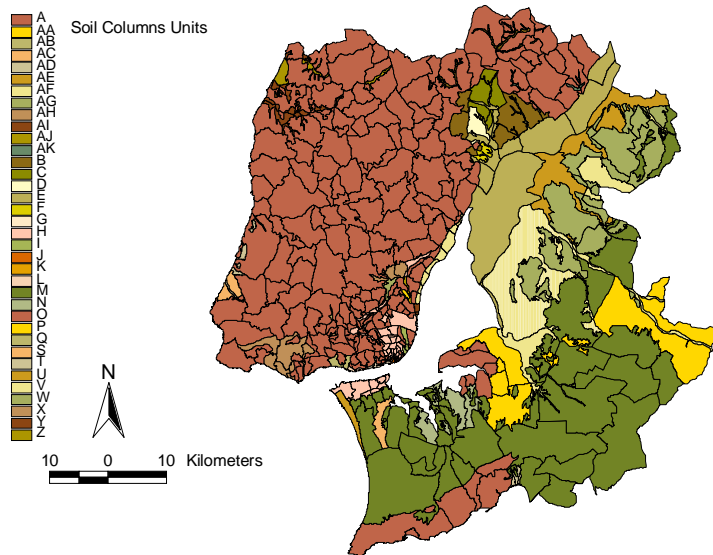 Soil Columns Units
A
AA
AB
AC
AD
AE
AF
AG
AH
AI
AJ
AK
B
C
D
E
F
G
H
I
J
K
L
M
N
O
P
Q
S
T
U
V
W
X
Y
Z
N
10 0 10 Kilometers